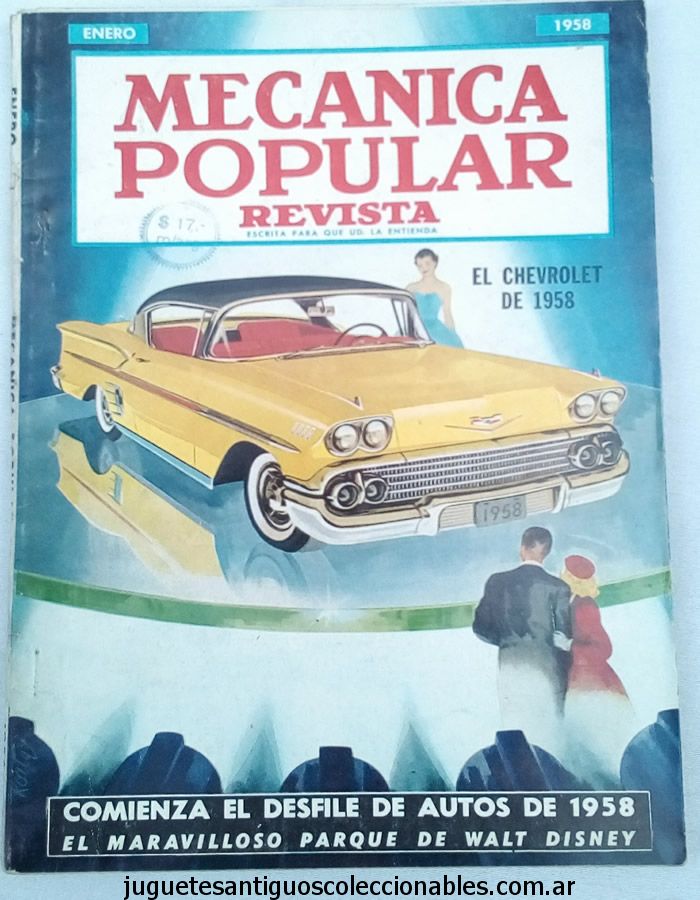 ENERO
1958
MECANICA
POPULAR
REVISTA
ESCRITA PARA QUE UD. LA ENTIENDA
$ 17.-
EL CHEVROLET
DE 1958
1958
COMIENZA EL DESFILE DE AUTOS DE 1958
EL MARAVILLOSO PARQUE DE WALT DISNEY
juguetesantiguoscoleccionables.com.ar